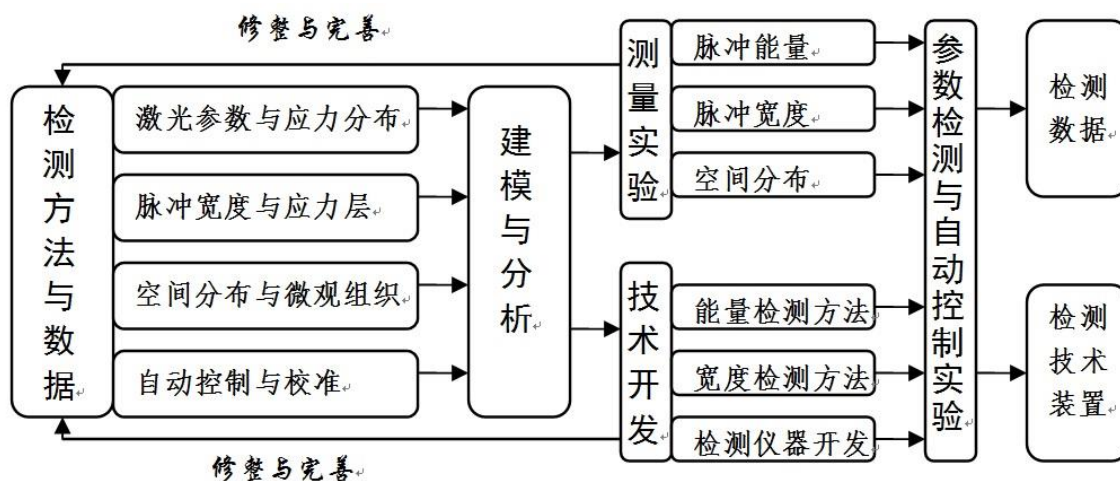 修整与完善
检测方法与数据
激光参数与应力分布
脉冲宽度与应力层
空间分布与微观组织
自动控制与校准
建模与分析
测量实验
脉冲能量
脉冲宽度
空间分布
技术开发
能量检测方法
宽度检测方法
检测仪器开发
参数检测与自动控制实验
检测
数据
检测
技术
装置
修整与完善